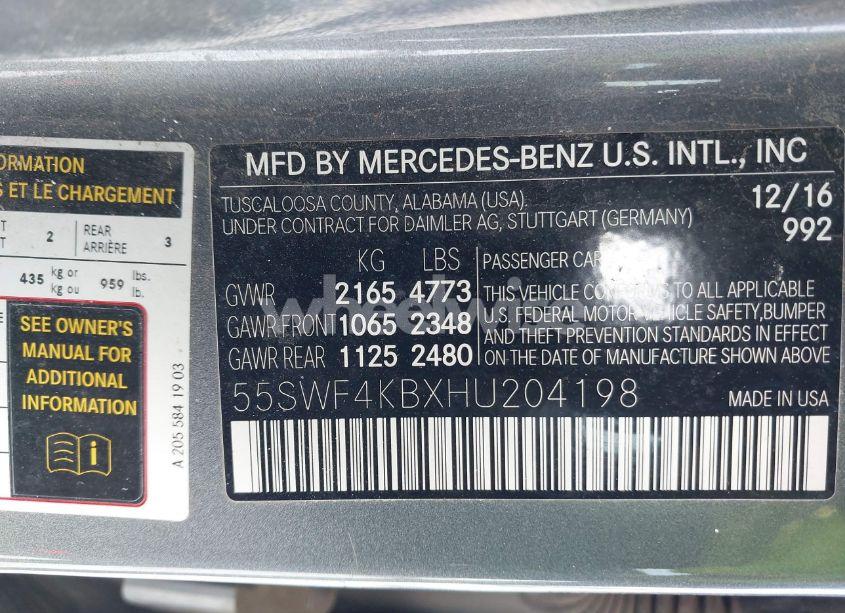 ORMATION
S ET LE CHARGEMENT
T
T
2
REAR
ARRIÈRE
3
435 kg or
kg ou
959 lbs.
lb.
SEE OWNER'S
MANUAL FOR
ADDITIONAL
INFORMATION
i
A 205 584 19 03
MFD BY MERCEDES-BENZ U.S. INTL., INC
TUSCALOOSA COUNTY, ALABAMA (USA).
UNDER CONTRACT FOR DAIMLER AG, STUTTGART (GERMANY)
12/16
992
KG LBS
GVWR 2165 4773
GAWR FRONT 1065 2348
GAWR REAR 1125 2480
PASSENGER CAR
THIS VEHICLE CONFORMS TO ALL APPLICABLE
U.S. FEDERAL MOTOR VEHICLE SAFETY,BUMPER
AND THEFT PREVENTION STANDARDS IN EFFECT
ON THE DATE OF MANUFACTURE SHOWN ABOVE
55SWF4KBXHU204198
MADE IN USA